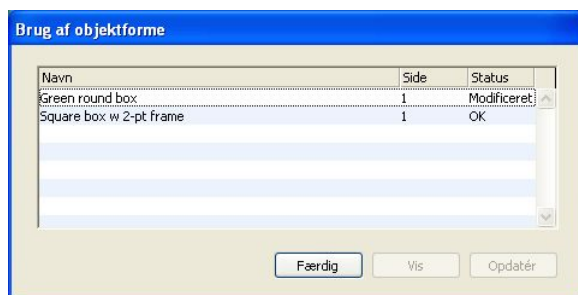 Brug af objektforme
Navn Side Status
Green round box 1 Modificeret
Square box w 2-pt frame 1 OK
Færdig Vis Opdatér